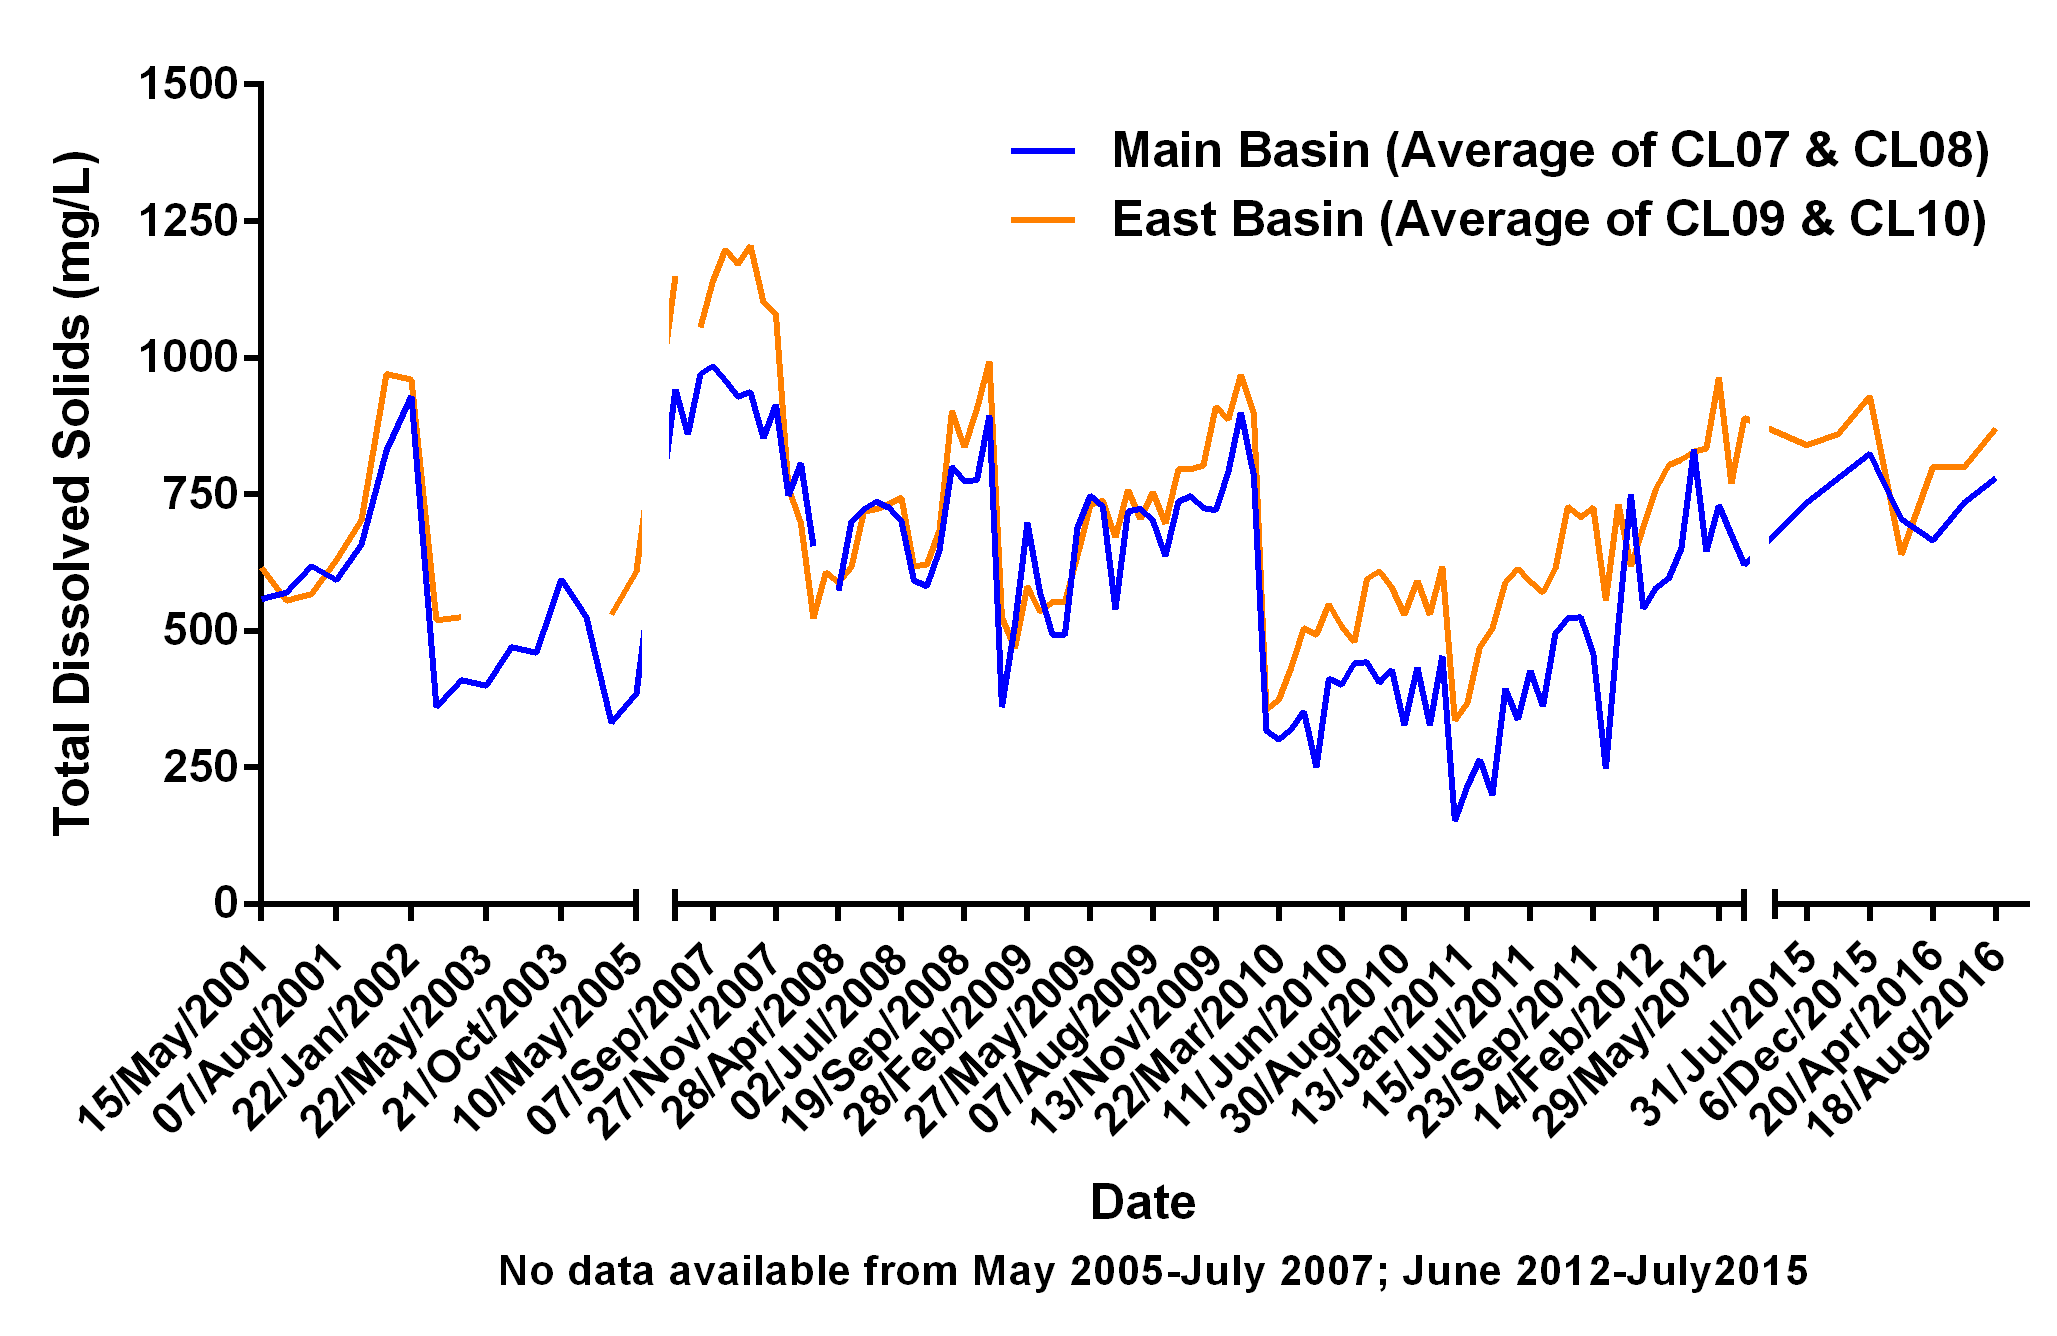 1500
1250
1000
750
500
250
0
Total Dissolved Solids (mg/L)
Main Basin (Average of CL07 & CL08)
East Basin (Average of CL09 & CL10)
15/May/2001
07/Aug/2001
22/Jan/2002
22/May/2003
21/Oct/2003
10/May/2005
07/Sep/2007
27/Nov/2007
28/Apr/2008
02/Jul/2008
19/Sep/2008
28/Feb/2009
27/May/2009
07/Aug/2009
13/Nov/2009
22/Mar/2010
11/Jun/2010
30/Aug/2010
13/Jan/2011
15/Jul/2011
23/Sep/2011
14/Feb/2012
29/May/2012
31/Jul/2015
6/Dec/2015
20/Apr/2016
18/Aug/2016
Date
No data available from May 2005-July 2007; June 2012-July2015